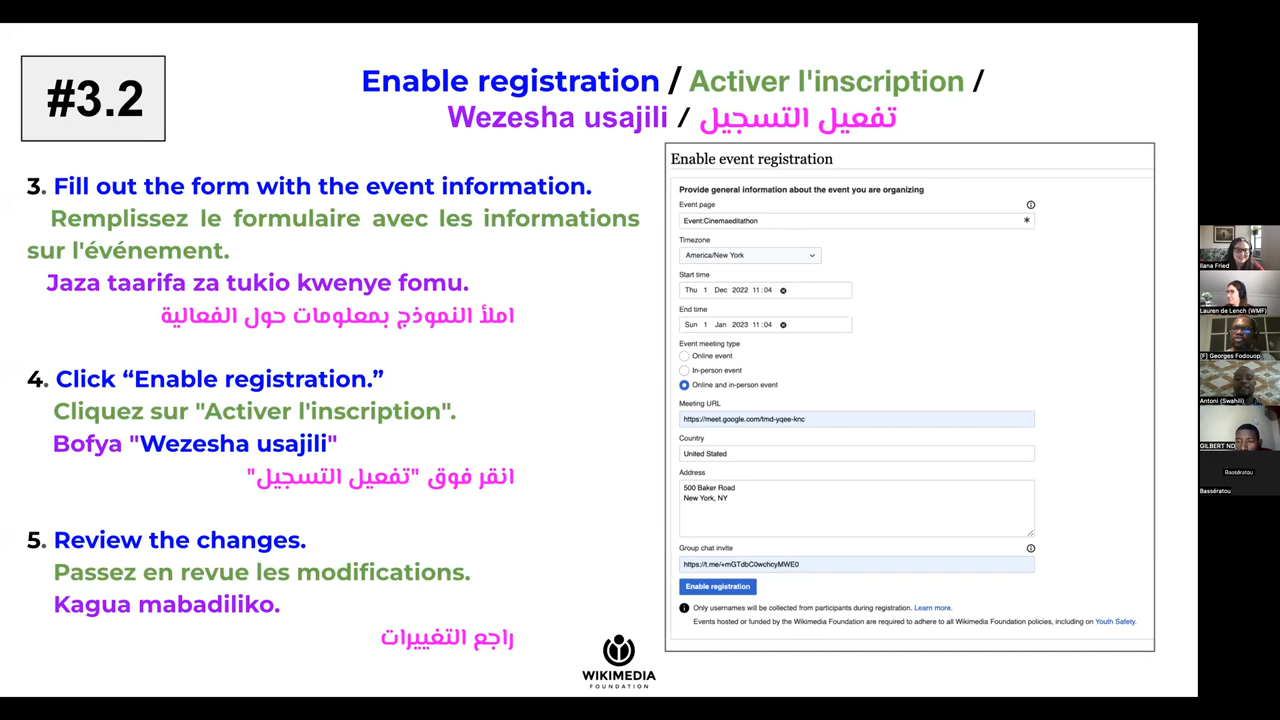 #3.2
Enable registration / Activer l'inscription /
Wezesha usajili / تفعيل التسجيل
3. Fill out the form with the event information.
Remplissez le formulaire avec les informations
sur l'événement.
Jaza taarifa za tukio kwenye fomu.
املأ النموذج بمعلومات حول الفعالية
4. Click “Enable registration.”
Cliquez sur "Activer l'inscription".
Bofya "Wezesha usajili"
انقر فوق "تفعيل التسجيل"
5. Review the changes.
Passez en revue les modifications.
Kagua mabadiliko.
راجع التغييرات
Enable event registration
Provide general information about the event you are organizing
Event page
Event:Cinemaeditathon
*
Timezone
America/New York
Start time
Thu 1 Dec 2022 11:04
End time
Sun 1 Jan 2023 11:04
Event meeting type
Online event
In-person event
Online and in-person event
Meeting URL
https://meet.google.com/tmd-yqee-knc
Country
United Stated
Address
500 Baker Road
New York, NY
Group chat invite
https://t.me/+mGTdbC0wchcyMWE0
Enable registration
Only usernames will be collected from participants during registration. Learn more.
Events hosted or funded by the Wikimedia Foundation are required to adhere to all Wikimedia Foundation policies, including on Youth Safety.
WIKIMEDIA
FOUNDATION
Ilana Fried
Lauren de Lench (WMF)
[F] Georges Fodouop
Antoni (Swahili)
GILBERT ND
Bassératou
Bassératou